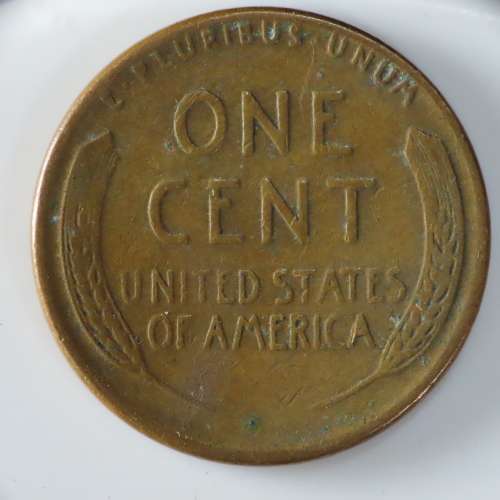 E · PLURIBUS · UNUM
ONE
CENT
UNITED STATES
OF AMERICA